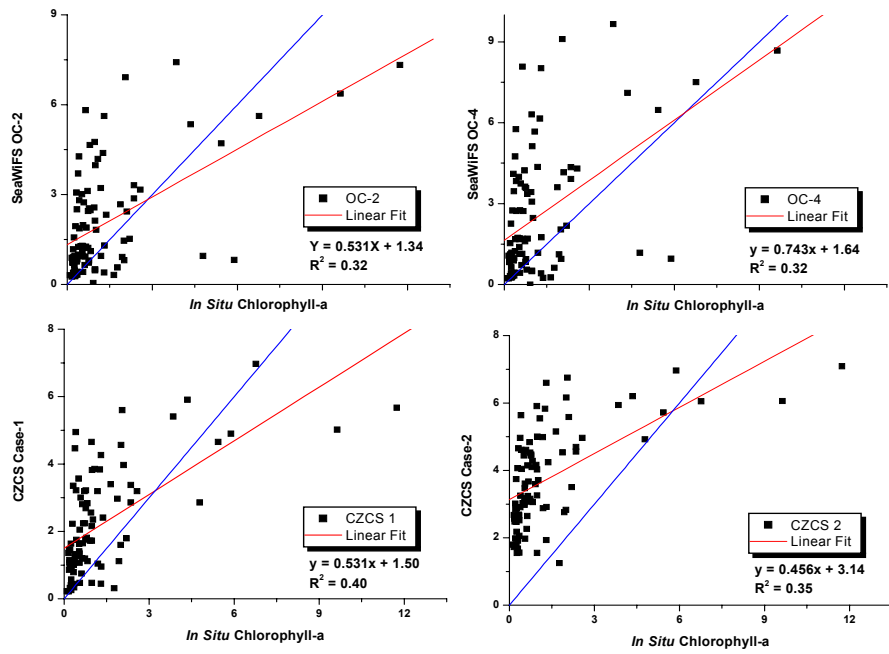 9
6
3
0
SeaWiFS OC-2
0
3
6
9
12
In Situ Chlorophyll-a
OC-2
Linear Fit
Y = 0.531X + 1.34
R² = 0.32
9
6
3
0
SeaWiFS OC-4
0
3
6
9
12
In Situ Chlorophyll-a
OC-4
Linear Fit
y = 0.743x + 1.64
R² = 0.32
8
6
4
2
0
CZCS Case-1
0
3
6
9
12
In Situ Chlorophyll-a
CZCS 1
Linear Fit
y = 0.531x + 1.50
R² = 0.40
8
6
4
2
0
CZCS Case-2
0
3
6
9
12
In Situ Chlorophyll-a
CZCS 2
Linear Fit
y = 0.456x + 3.14
R² = 0.35